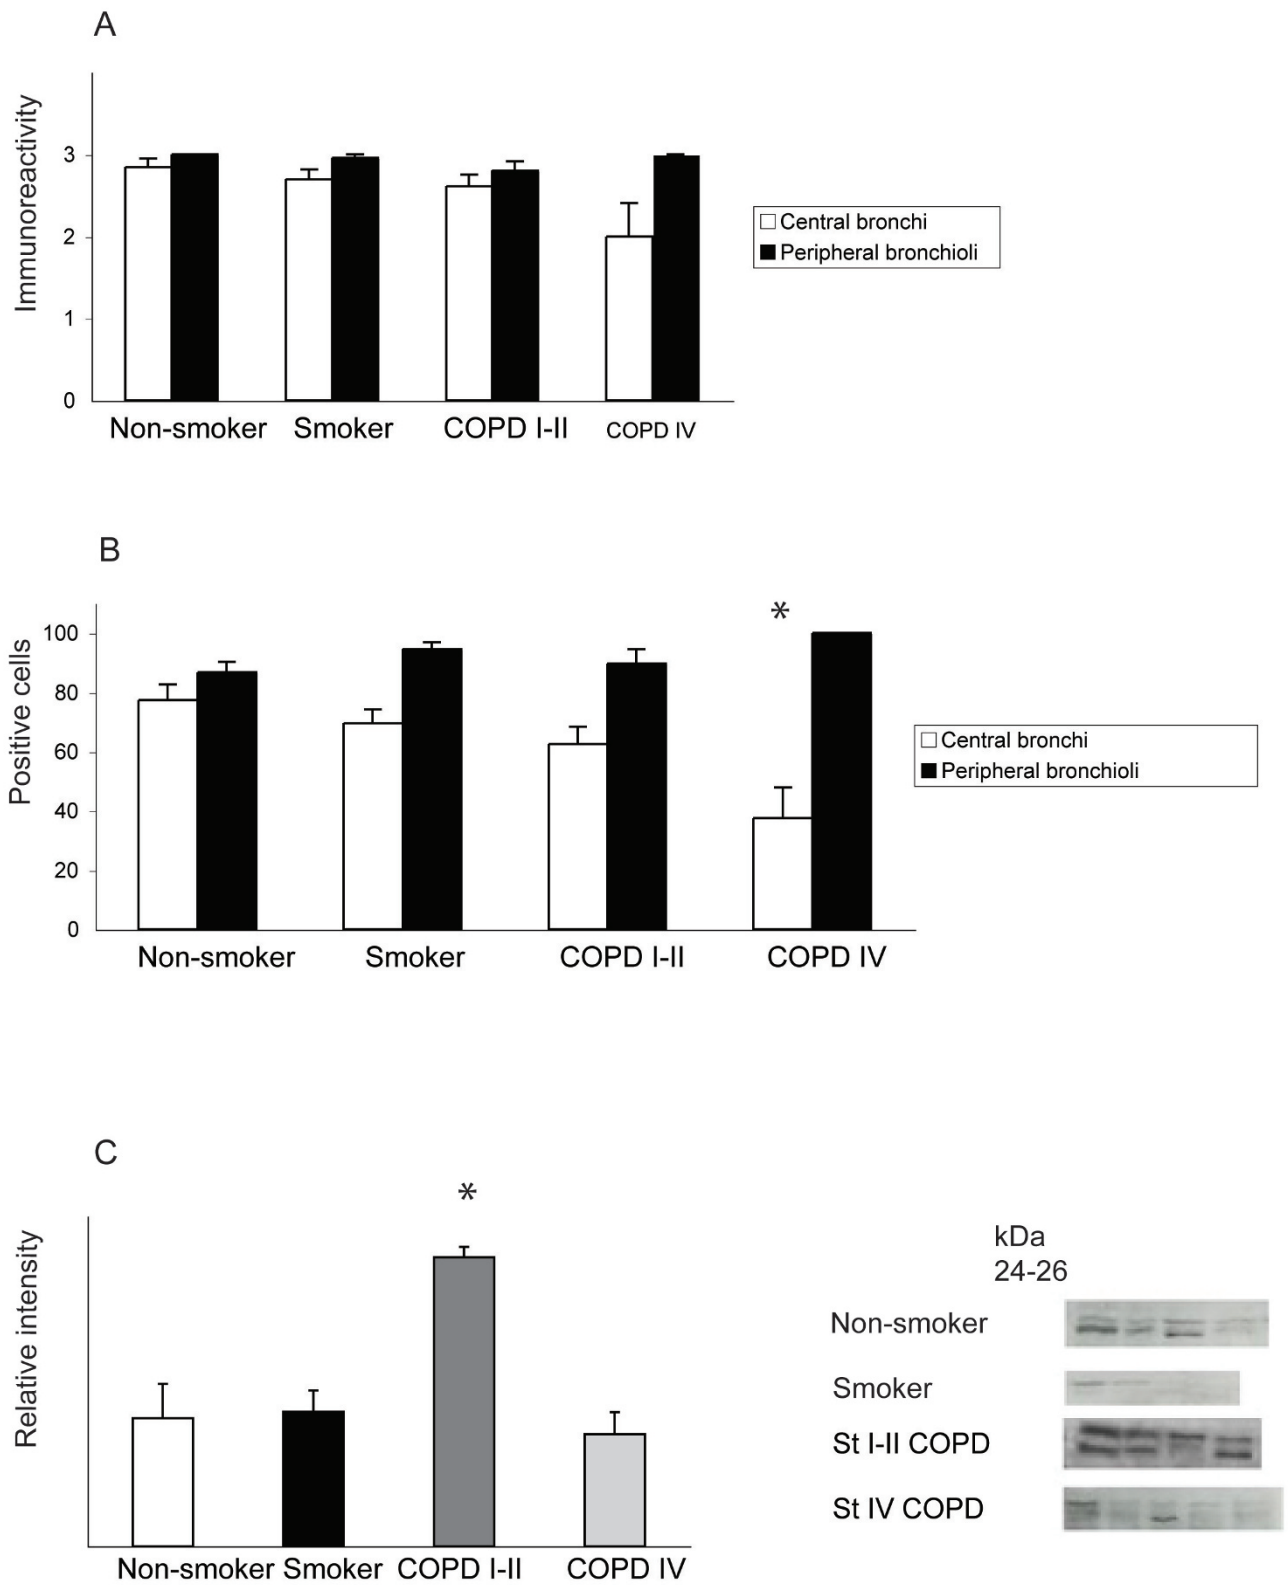 A
Immunoreactivity
3
2
1
0
Non-smoker Smoker COPD I-II COPD IV
Central bronchi
Peripheral bronchioli
B
Positive cells
100
80
60
40
20
0
*
Non-smoker Smoker COPD I-II COPD IV
Central bronchi
Peripheral bronchioli
C
Relative intensity
*
Non-smoker Smoker COPD I-II COPD IV
kDa
24-26
Non-smoker
Smoker
St I-II COPD
St IV COPD